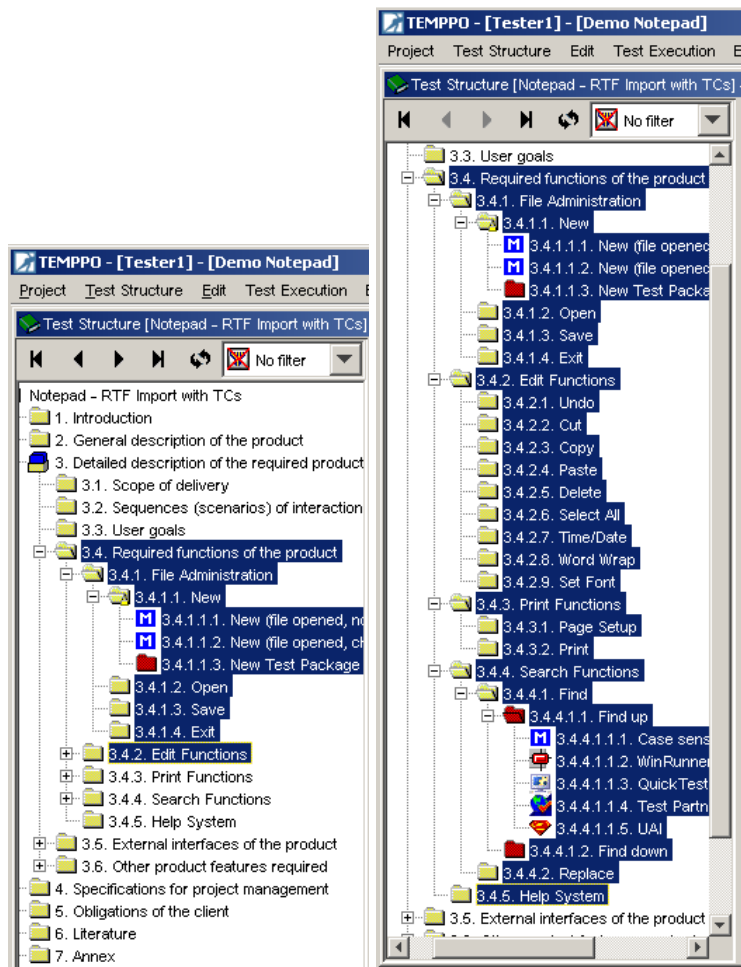 TEMPPO - [Tester1] - [Demo Notepad]
Project Test Structure Edit Test Execution
Test Structure [Notepad - RTF Import with TCs]
No filter
Notepad - RTF Import with TCs
1. Introduction
2. General description of the product
3. Detailed description of the required product
3.1. Scope of delivery
3.2. Sequences (scenarios) of interaction
3.3. User goals
3.4. Required functions of the product
3.4.1. File Administration
3.4.1.1. New
3.4.1.1.1. New (file opened, no
3.4.1.1.2. New (file opened, ch
3.4.1.1.3. New Test Package
3.4.1.2. Open
3.4.1.3. Save
3.4.1.4. Exit
3.4.2. Edit Functions
3.4.3. Print Functions
3.4.4. Search Functions
3.4.5. Help System
3.5. External interfaces of the product
3.6. Other product features required
4. Specifications for project management
5. Obligations of the client
6. Literature
7. Annex
TEMPPO - [Tester1] - [Demo Notepad]
Project Test Structure Edit Test Execution E
Test Structure [Notepad - RTF Import with TCs] -
No filter
3.3. User goals
3.4. Required functions of the product
3.4.1. File Administration
3.4.1.1. New
M 3.4.1.1.1. New (file opened
M 3.4.1.1.2. New (file opened
3.4.1.1.3. New Test Packa
3.4.1.2. Open
3.4.1.3. Save
3.4.1.4. Exit
3.4.2. Edit Functions
3.4.2.1. Undo
3.4.2.2. Cut
3.4.2.3. Copy
3.4.2.4. Paste
3.4.2.5. Delete
3.4.2.6. Select All
3.4.2.7. Time/Date
3.4.2.8. Word Wrap
3.4.2.9. Set Font
3.4.3. Print Functions
3.4.3.1. Page Setup
3.4.3.2. Print
3.4.4. Search Functions
3.4.4.1. Find
3.4.4.1.1. Find up
M 3.4.4.1.1.1. Case sens
3.4.4.1.1.2. WinRunner
3.4.4.1.1.3. QuickTest
3.4.4.1.1.4. Test Partn
3.4.4.1.1.5. UAI
3.4.4.1.2. Find down
3.4.4.2. Replace
3.4.5. Help System
3.5. External interfaces of the product